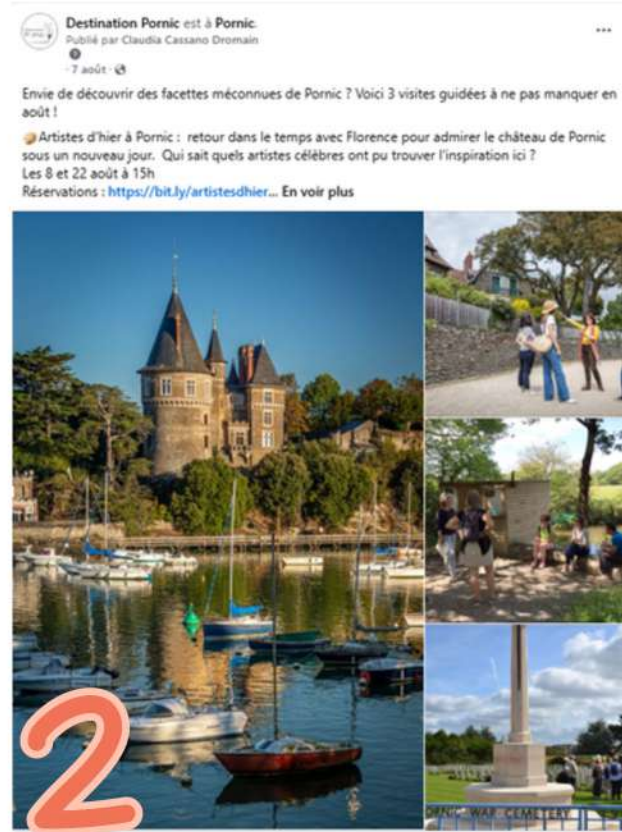 Destination Pornic est à Pornic.
Publié par Claudia Cassano Dromain
· 7 août ·
Envie de découvrir des facettes méconnues de Pornic ? Voici 3 visites guidées à ne pas manquer en
août !
Artistes d'hier à Pornic : retour dans le temps avec Florence pour admirer le château de Pornic
sous un nouveau jour. Qui sait quels artistes célèbres ont pu trouver l'inspiration ici ?
Les 8 et 22 août à 15h
Réservations : https://bit.ly/artistesdhier... En voir plus
2
ORNIC WAR CEMETERY